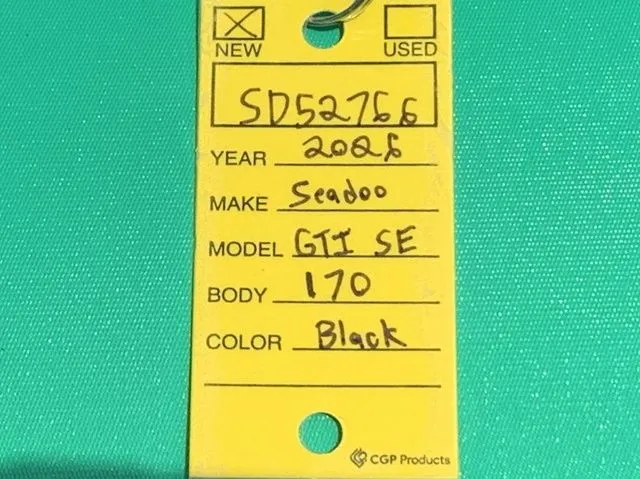 NEW USED
SD52766
YEAR 2026
MAKE Seadoo
MODEL GTI SE
BODY 170
COLOR Black
CGP Products